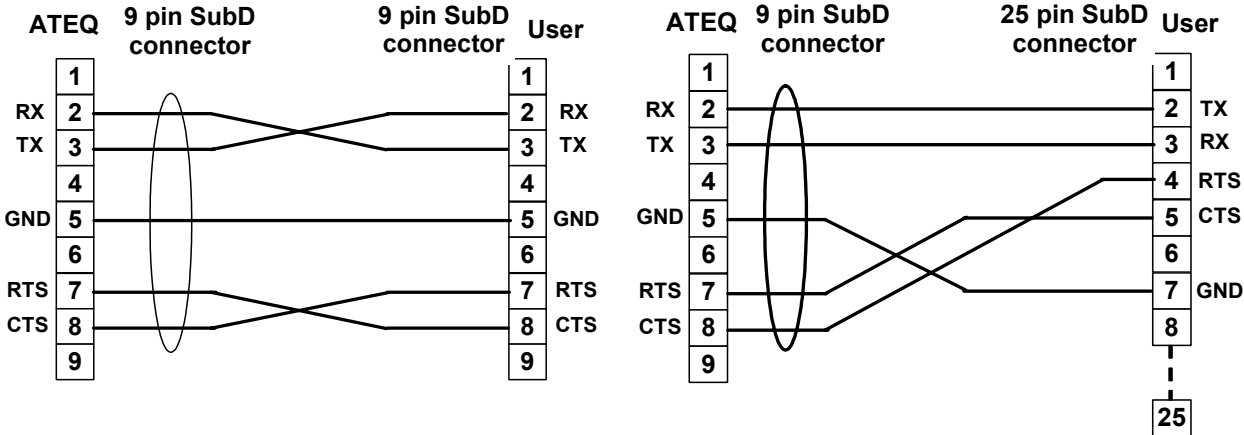 ATEQ 9 pin SubD connector 9 pin SubD connector User
1 1
RX 2 2 RX
TX 3 3 TX
4 4
GND 5 5 GND
6 6
RTS 7 7 RTS
CTS 8 8 CTS
9 9
ATEQ 9 pin SubD connector 25 pin SubD connector User
1 1
RX 2 2 TX
TX 3 3 RX
4 4 RTS
GND 5 5 CTS
6 6
RTS 7 7 GND
CTS 8 8
9
25